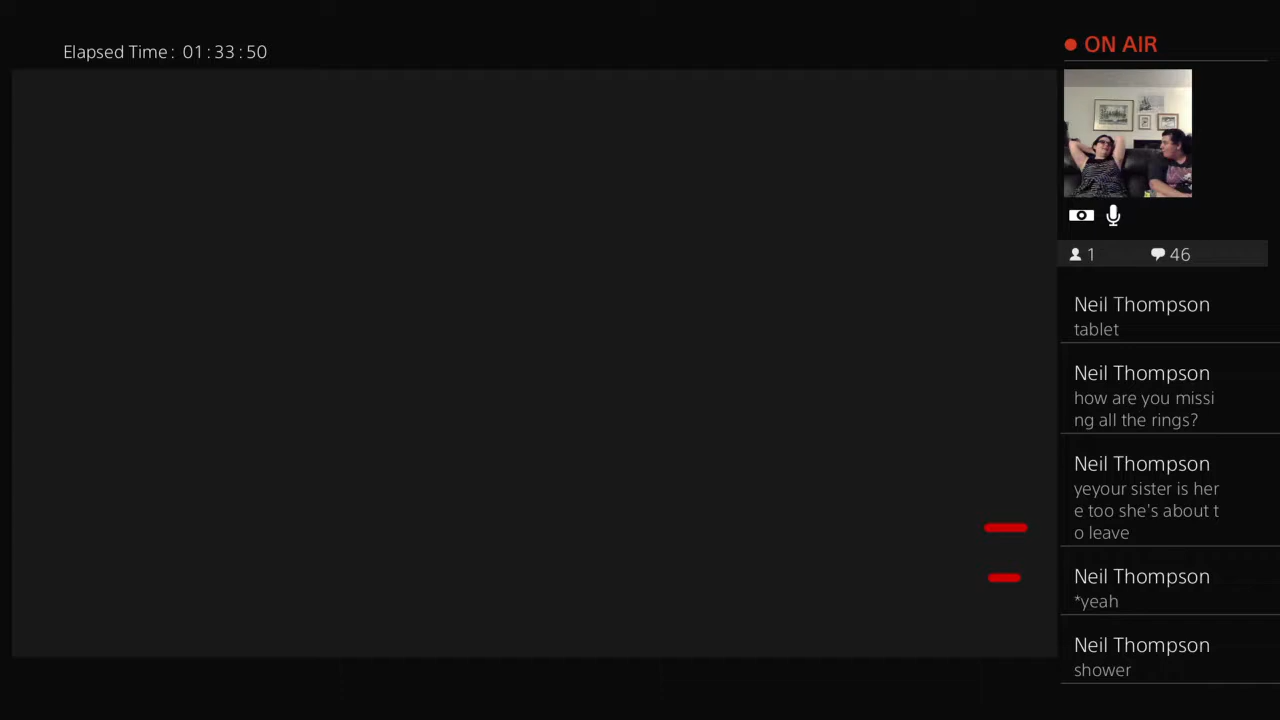 Elapsed Time: 01:33:50
ON AIR
1 46
Neil Thompson
tablet
Neil Thompson
how are you missi
ng all the rings?
Neil Thompson
yeyour sister is her
e too she's about t
o leave
Neil Thompson
*yeah
Neil Thompson
shower